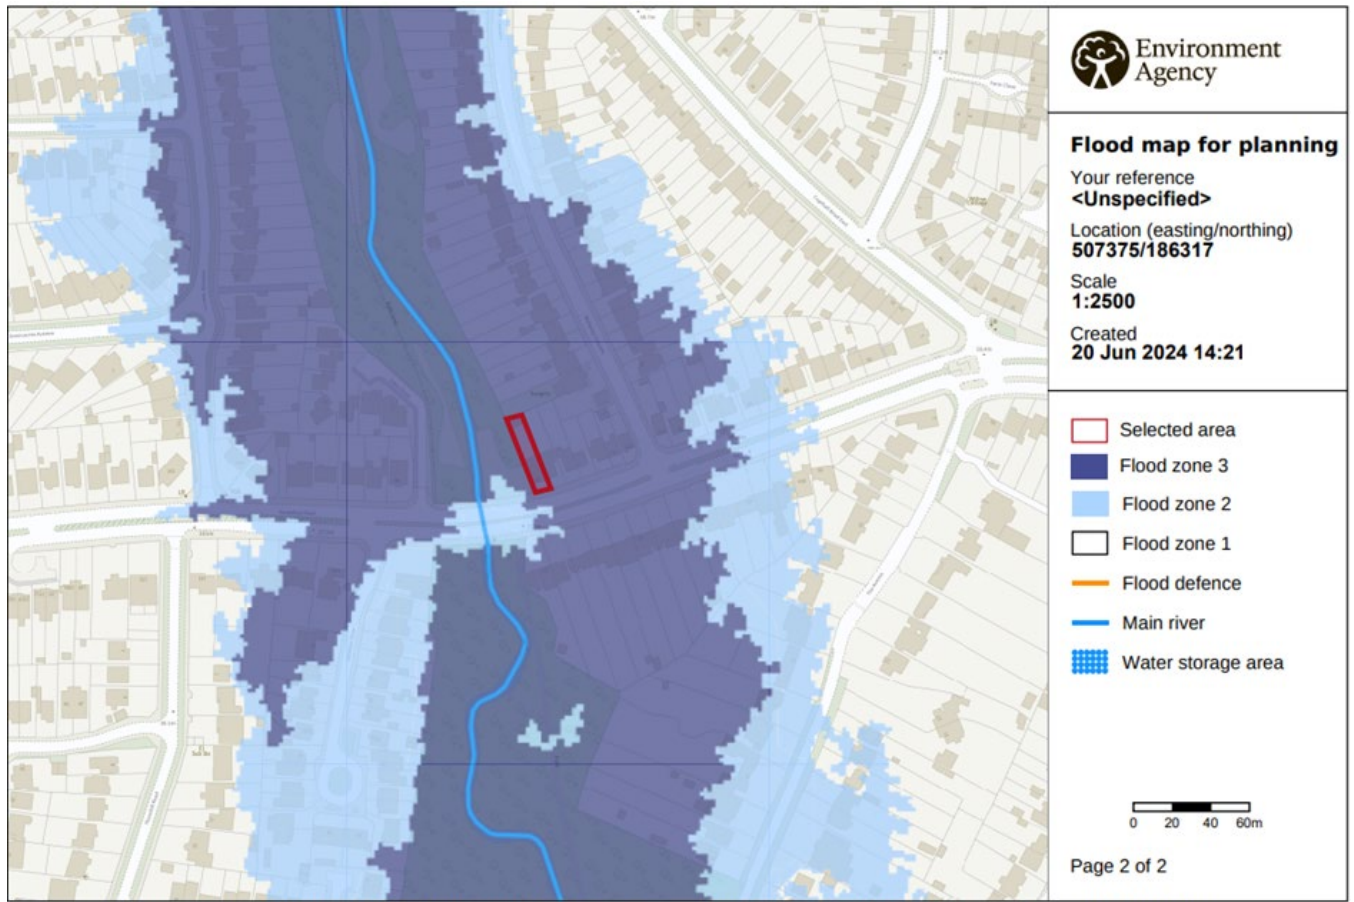 Environment
Agency
Flood map for planning
Your reference
<Unspecified>
Location (easting/northing)
507375/186317
Scale
1:2500
Created
20 Jun 2024 14:21
Selected area
Flood zone 3
Flood zone 2
Flood zone 1
Flood defence
Main river
Water storage area
0 20 40 60m
Page 2 of 2